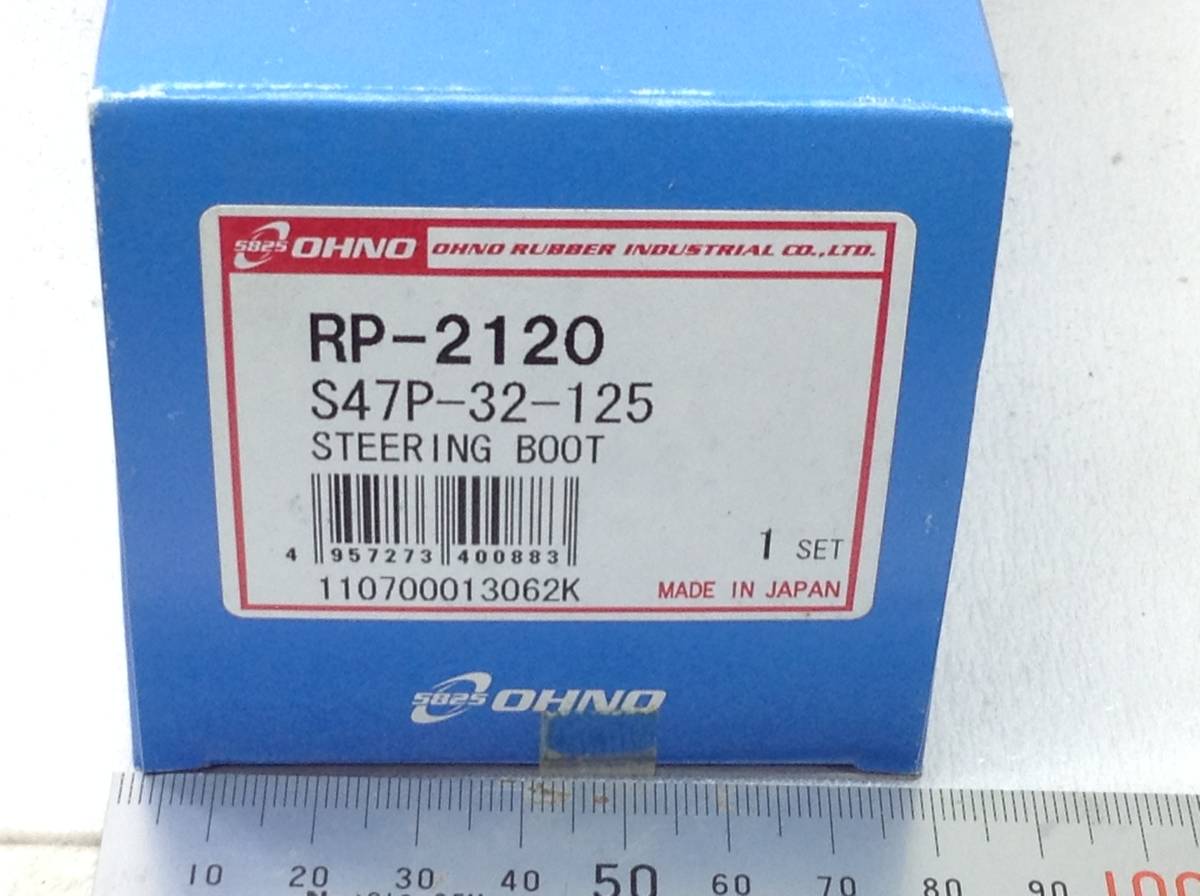 5825 OHNO OHNO RUBBER INDUSTRIAL CO.,LTD.
RP-2120
S47P-32-125
STEERING BOOT
4 957273 400883
1 SET
110700013062K
MADE IN JAPAN
5825 OHNO
10 20 30 40 50 60 70 80 90 100